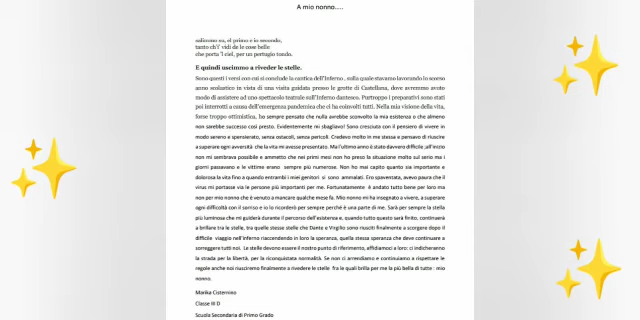 A mio nonno.....
salimmo su, el primo e io secondo,
tanto ch'i' vidi de le cose belle
che porta 'l ciel, per un pertugio tondo.
E quindi uscimmo a riveder le stelle.
Sono questi i versi con cui si conclude la cantica dell'Inferno , sulla quale stavamo lavorando lo scorso
anno scolastico in vista di una visita guidata presso le grotte di Castellana, dove avremmo avuto
modo di assistere ad uno spettacolo teatrale sull'Inferno dantesco. Purtroppo i preparativi sono stati
poi interrotti a causa dell'emergenza pandemica che ci ha coinvolti tutti. Nella mia visione della vita,
forse troppo ottimistica, ho sempre pensato che nulla avrebbe sconvolto la mia esistenza o che almeno
non sarebbe successo così presto. Evidentemente mi sbagliavo! Sono cresciuta con il pensiero di vivere in
modo sereno e spensierato, senza ostacoli, senza pericoli. Credevo molto in me stessa e pensavo di riuscire
a superare ogni avversità che la vita mi avesse presentato. Ma l'ultimo anno è stato davvero difficile ;all'inizio
non mi sembrava possibile e ammetto che nei primi mesi non ho preso la situazione molto sul serio ma i
giorni passavano e le vittime erano sempre più numerose. Non ho mai capito quanto sia importante e
dolorosa la vita fino a quando entrambi i miei genitori si sono ammalati. Ero spaventata, avevo paura che il
virus mi portasse via le persone più importanti per me. Fortunatamente è andato tutto bene per loro ma
non per mio nonno che è venuto a mancare qualche mese fa. Mio nonno mi ha insegnato a vivere, a superare
ogni difficoltà con il sorriso e io lo ricorderò per sempre perché è una parte di me. Sarà per sempre la stella
più luminosa che mi guiderà durante il percorso dell'esistenza e, quando tutto questo sarà finito, continuerà
a brillare tra le stelle, tra quelle stesse stelle che Dante e Virgilio sono riusciti finalmente a scorgere dopo il
difficile viaggio nell'inferno riaccendendo in loro la speranza, quella stessa speranza che deve continuare a
sorreggere tutti noi. Le stelle devono essere il nostro punto di riferimento, affidiamoci a loro: ci indicheranno
la strada per la libertà, per la riconquistata normalità. Se non ci arrendiamo e continuiamo a rispettare le
regole anche noi riusciremo finalmente a rivedere le stelle fra le quali brilla per me la più bella di tutte : mio
nonno.
Marika Cisternino
Classe III D
Scuola Secondaria di Primo Grado